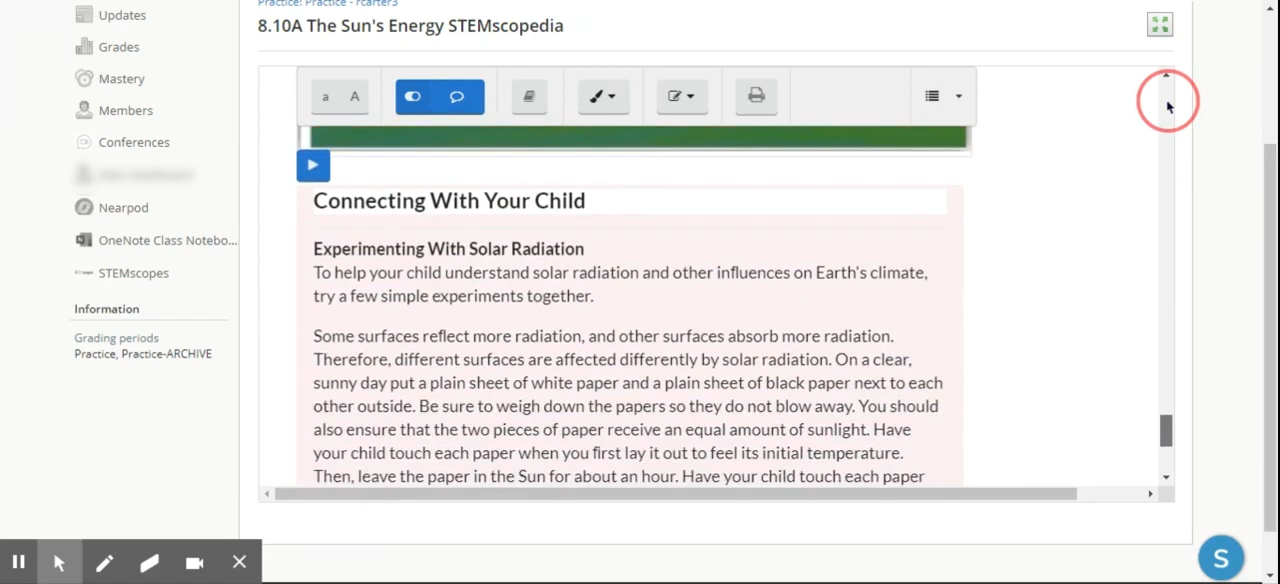 Practice: Practice - rcarter3
8.10A The Sun's Energy STEMscopedia
Updates
Grades
Mastery
Members
Conferences
Nearpod
OneNote Class Notebo...
STEMscopes
Information
Grading periods
Practice, Practice-ARCHIVE
a A
Connecting With Your Child
Experimenting With Solar Radiation
To help your child understand solar radiation and other influences on Earth's climate,
try a few simple experiments together.
Some surfaces reflect more radiation, and other surfaces absorb more radiation.
Therefore, different surfaces are affected differently by solar radiation. On a clear,
sunny day put a plain sheet of white paper and a plain sheet of black paper next to each
other outside. Be sure to weigh down the papers so they do not blow away. You should
also ensure that the two pieces of paper receive an equal amount of sunlight. Have
your child touch each paper when you first lay it out to feel its initial temperature.
Then, leave the paper in the Sun for about an hour. Have your child touch each paper
S